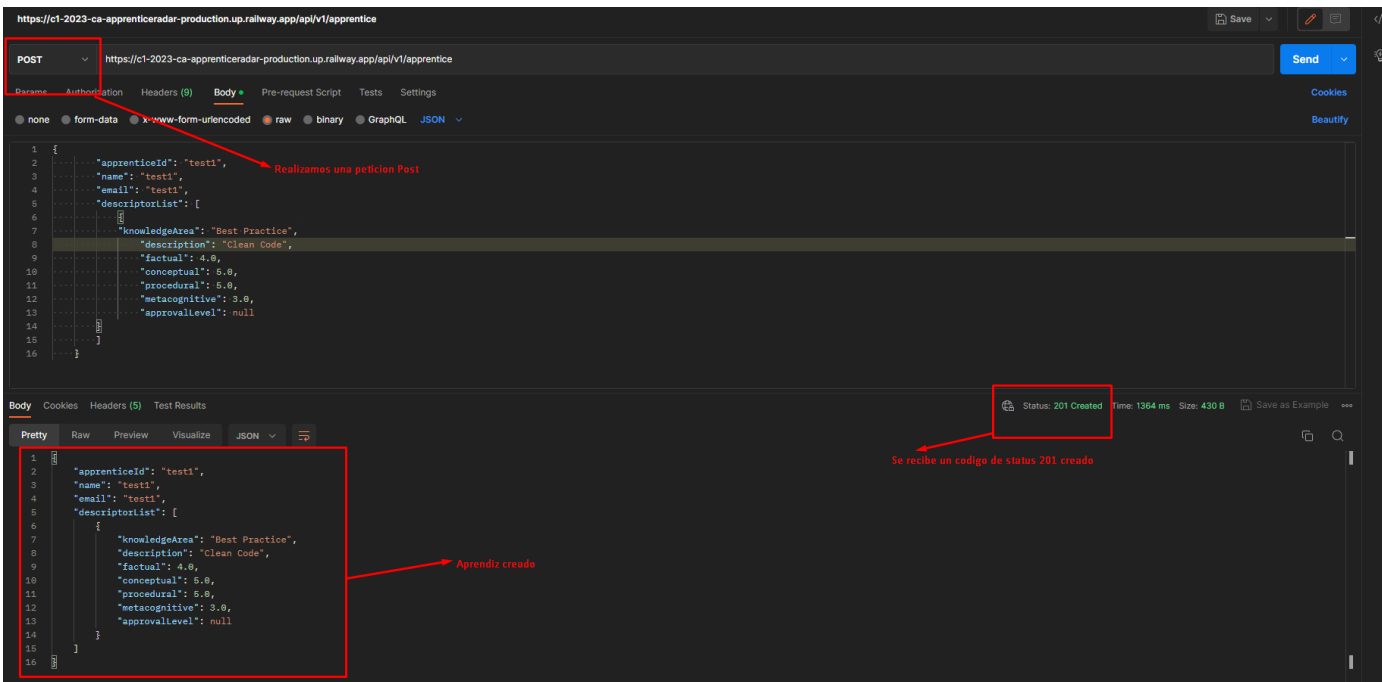 https://c1-2023-ca-apprenticeradar-production.up.railway.app/api/v1/apprentice
Save
POST
https://c1-2023-ca-apprenticeradar-production.up.railway.app/api/v1/apprentice
Send
Params Authorization Headers (9) Body Pre-request Script Tests Settings
Cookies
none form-data x-www-form-urlencoded raw binary GraphQL JSON
Beautify
1 {
2 "apprenticeId": "test1",
3 "name": "test1",
4 "email": "test1",
5 "descriptorList": [
6 {
7 "knowledgeArea": "Best Practice",
8 "description": "Clean Code",
9 "factual": 4.0,
10 "conceptual": 5.0,
11 "procedural": 5.0,
12 "metacognitive": 3.0,
13 "approvalLevel": null
14 }
15 ]
16 }
Realizamos una peticion Post
Body Cookies Headers (5) Test Results
Status: 201 Created Time: 1364 ms Size: 430 B Save as Example
Pretty Raw Preview Visualize JSON
Se recibe un codigo de status 201 creado
1 {
2 "apprenticeId": "test1",
3 "name": "test1",
4 "email": "test1",
5 "descriptorList": [
6 {
7 "knowledgeArea": "Best Practice",
8 "description": "Clean Code",
9 "factual": 4.0,
10 "conceptual": 5.0,
11 "procedural": 5.0,
12 "metacognitive": 3.0,
13 "approvalLevel": null
14 }
15 ]
16 }
Aprendiz creado